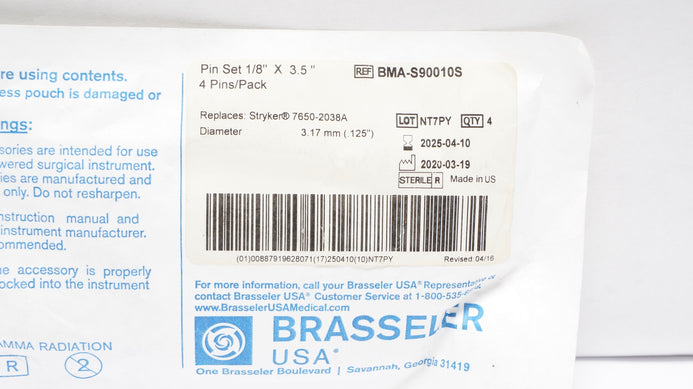 re using contents.
ess pouch is damaged or
ngs:
sories are intended for use
wered surgical instrument.
ies are manufactured and
only. Do not resharpen.
nstruction manual and
instrument manufacturer.
ommended.
e accessory is properly
ocked into the instrument
AMMA RADIATION
R 2
Pin Set 1/8" X 3.5 "
4 Pins/Pack
REF BMA-S90010S
Replaces: Stryker® 7650-2038A
Diameter 3.17 mm (.125")
LOT NT7PY QTY 4
2025-04-10
2020-03-19
STERILE R Made in US
(01)00887919628071(17)250410(10)NT7PY
Revised: 04/16
For more information, call your Brasseler USA® Representative or
contact Brasseler USA® Customer Service at 1-800-535-
www.BrasselerUSAMedical.com
BRASSELER
USA®
One Brasseler Boulevard | Savannah, Georgia 31419